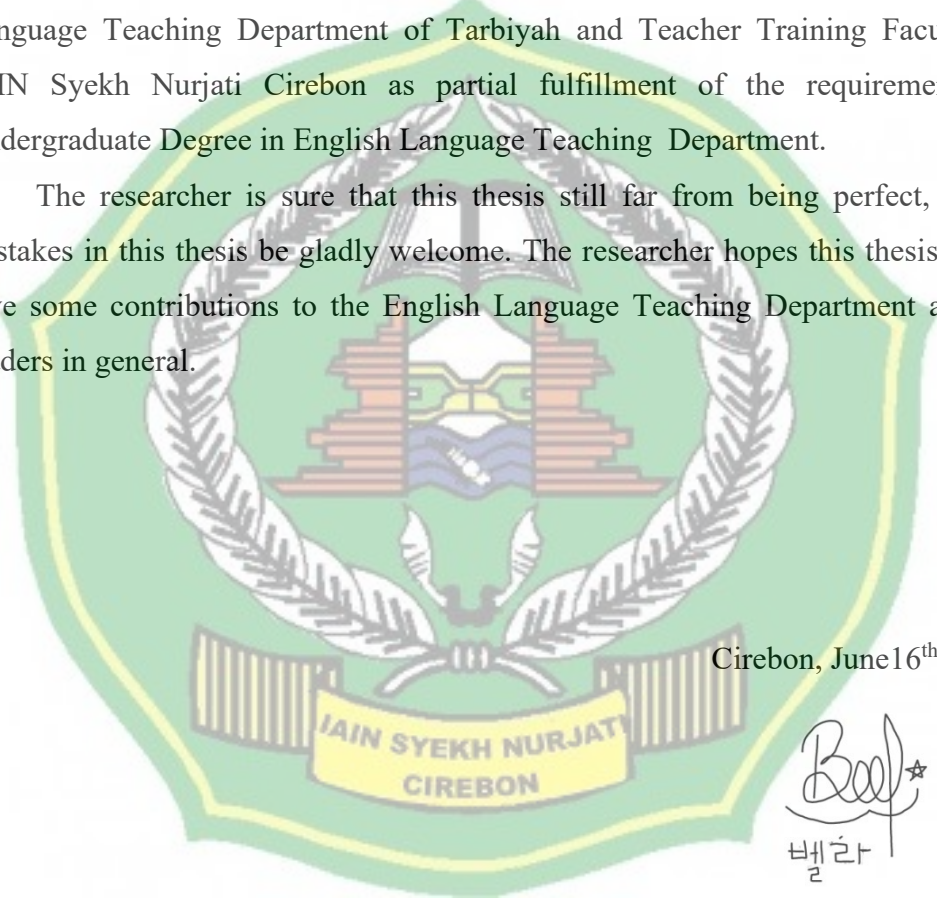 nguage Teaching Department of Tarbiyah and Teacher Training Facu
IN Syekh Nurjati Cirebon as partial fulfillment of the requireme
dergraduate Degree in English Language Teaching Department.
The researcher is sure that this thesis still far from being perfect,
stakes in this thesis be gladly welcome. The researcher hopes this thesis
ve some contributions to the English Language Teaching Department a
ders in general.
Cirebon, June16th
IAIN SYEKH NURJATI
CIREBON
벨라